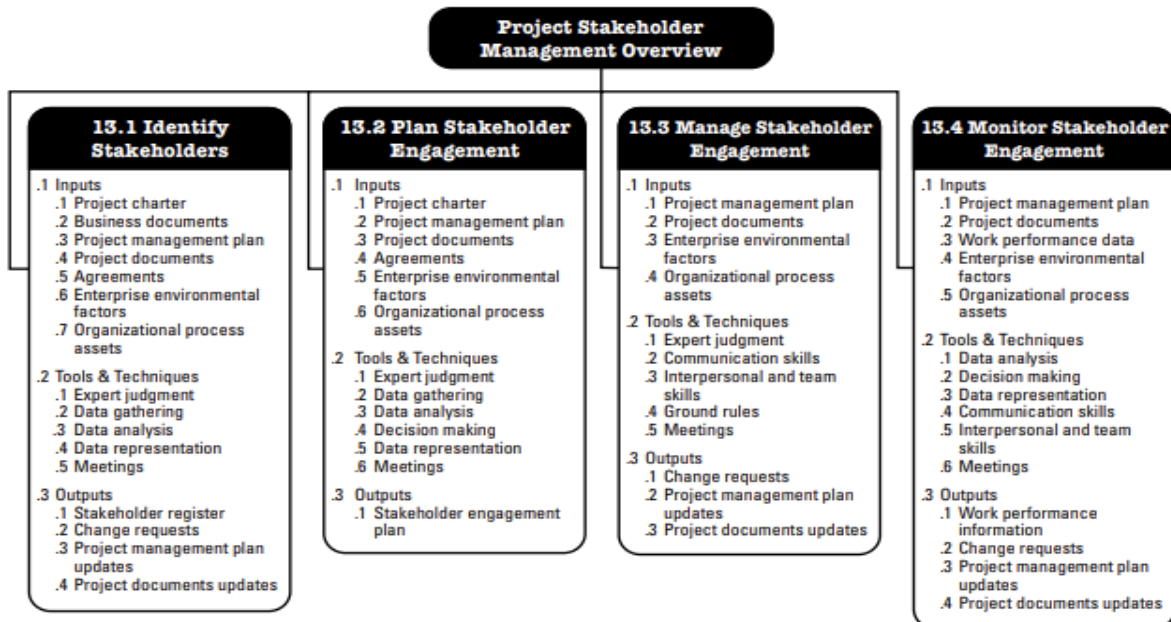 Project Stakeholder
Management Overview
13.1 Identify
Stakeholders
.1 Inputs
.1 Project charter
.2 Business documents
.3 Project management plan
.4 Project documents
.5 Agreements
.6 Enterprise environmental
factors
.7 Organizational process
assets
.2 Tools & Techniques
.1 Expert judgment
.2 Data gathering
.3 Data analysis
.4 Data representation
.5 Meetings
.3 Outputs
.1 Stakeholder register
.2 Change requests
.3 Project management plan
updates
.4 Project documents updates
13.2 Plan Stakeholder
Engagement
.1 Inputs
.1 Project charter
.2 Project management plan
.3 Project documents
.4 Agreements
.5 Enterprise environmental
factors
.6 Organizational process
assets
.2 Tools & Techniques
.1 Expert judgment
.2 Data gathering
.3 Data analysis
.4 Decision making
.5 Data representation
.6 Meetings
.3 Outputs
.1 Stakeholder engagement
plan
13.3 Manage Stakeholder
Engagement
.1 Inputs
.1 Project management plan
.2 Project documents
.3 Enterprise environmental
factors
.4 Organizational process
assets
.2 Tools & Techniques
.1 Expert judgment
.2 Communication skills
.3 Interpersonal and team
skills
.4 Ground rules
.5 Meetings
.3 Outputs
.1 Change requests
.2 Project management plan
updates
.3 Project documents updates
13.4 Monitor Stakeholder
Engagement
.1 Inputs
.1 Project management plan
.2 Project documents
.3 Work performance data
.4 Enterprise environmental
factors
.5 Organizational process
assets
.2 Tools & Techniques
.1 Data analysis
.2 Decision making
.3 Data representation
.4 Communication skills
.5 Interpersonal and team
skills
.6 Meetings
.3 Outputs
.1 Work performance
information
.2 Change requests
.3 Project management plan
updates
.4 Project documents updates